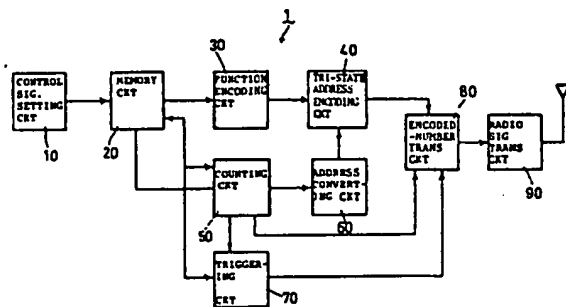 1
30
40
CONTROL
SIG.
SETTING
CKT
10
MEMORY
CKT
20
FUNCTION
ENCODING
CKT
TRI-STATE
ADDRESS
ENCODING
CKT
80
ENCODED
-NUMBER
TRANS
CKT
RADIO
SIG
TRANS
CKT
90
COUNTING
CKT
50
ADDRESS
CONVERT-
ING CKT
60
TRIGGER-
ING
CKT
70